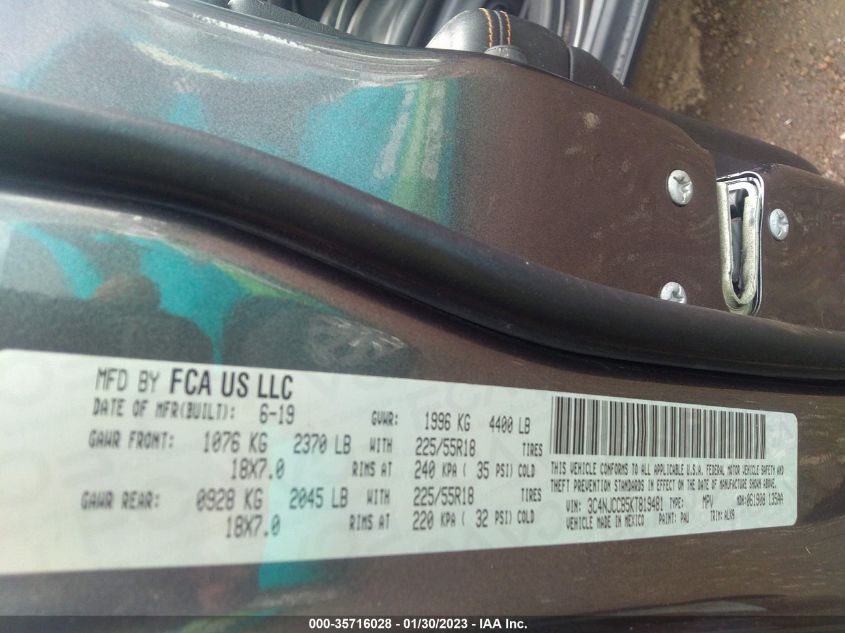 MFD BY FCA US LLC
DATE OF MFR(BUILT): 6-19 GVWR: 1996 KG 4400 LB
GAWR FRONT: 1076 KG 2370 LB WITH 225/55R18 TIRES
18X7.0 RIMS AT 240 KPA ( 35 PSI) COLD
GAWR REAR: 0928 KG 2045 LB WITH 225/55R18 TIRES
18X7.0 RIMS AT 220 KPA ( 32 PSI) COLD
THIS VEHICLE CONFORMS TO ALL APPLICABLE U.S.A. FEDERAL MOTOR VEHICLE SAFETY AND
THEFT PREVENTION STANDARDS IN EFFECT ON THE DATE OF MANUFACTURE SHOWN ABOVE.
VIN: 3C4NJCCB5KT819481 TYPE: MPV MDH:061908 1350AA
VEHICLE MADE IN MEXICO PAINT: PAU TRIM:
000-35716028 — 01/30/2023 — IAA Inc.